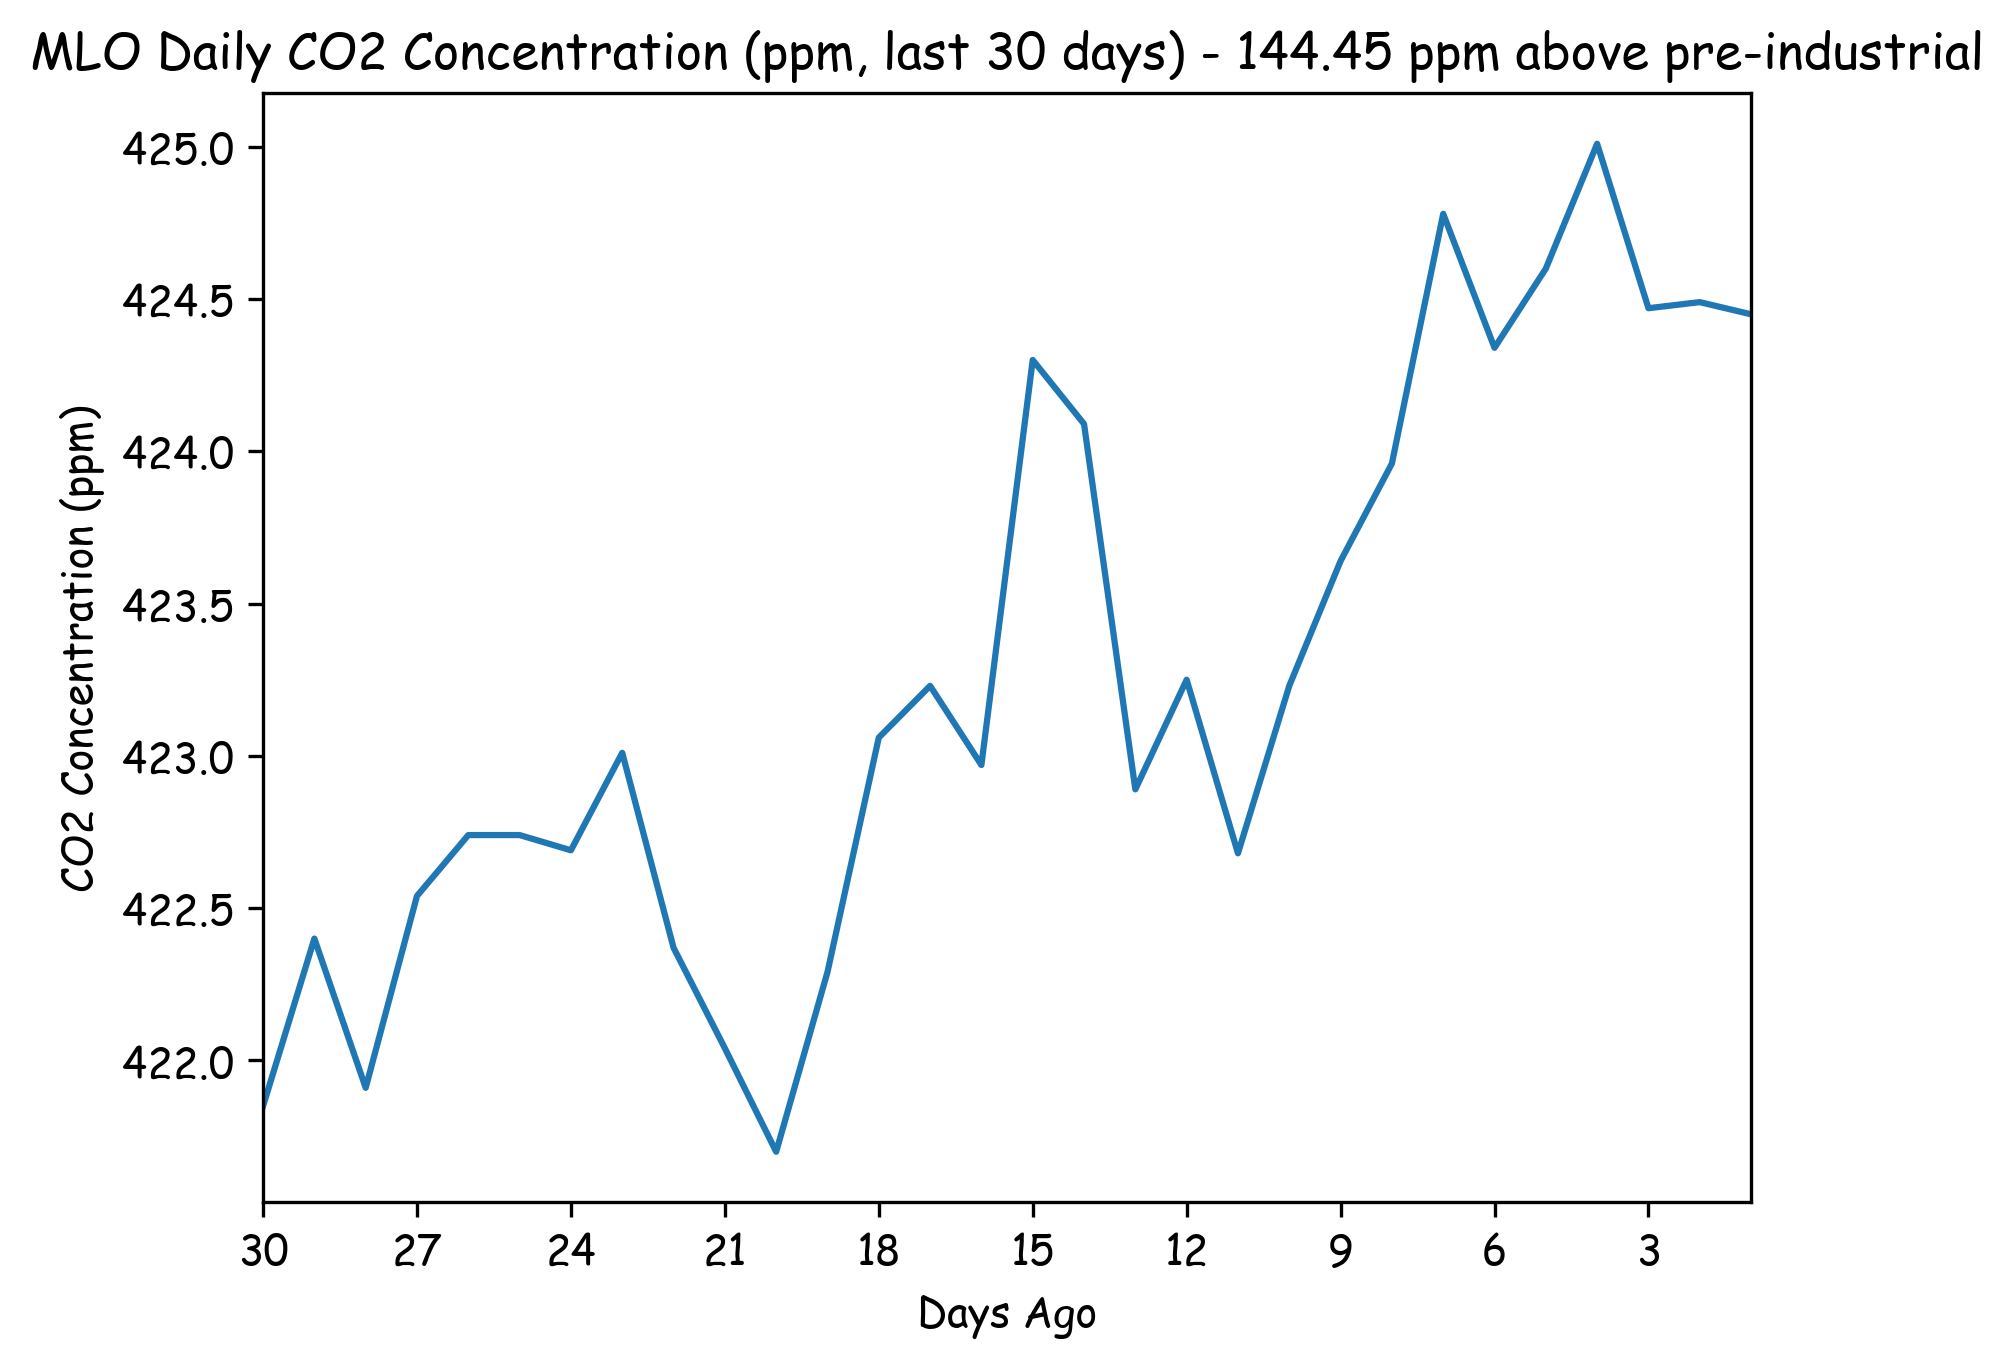 MLO Daily CO2 Concentration (ppm, last 30 days) - 144.45 ppm above pre-industrial
CO2 Concentration (ppm)
425.0
424.5
424.0
423.5
423.0
422.5
422.0
30 27 24 21 18 15 12 9 6 3
Days Ago